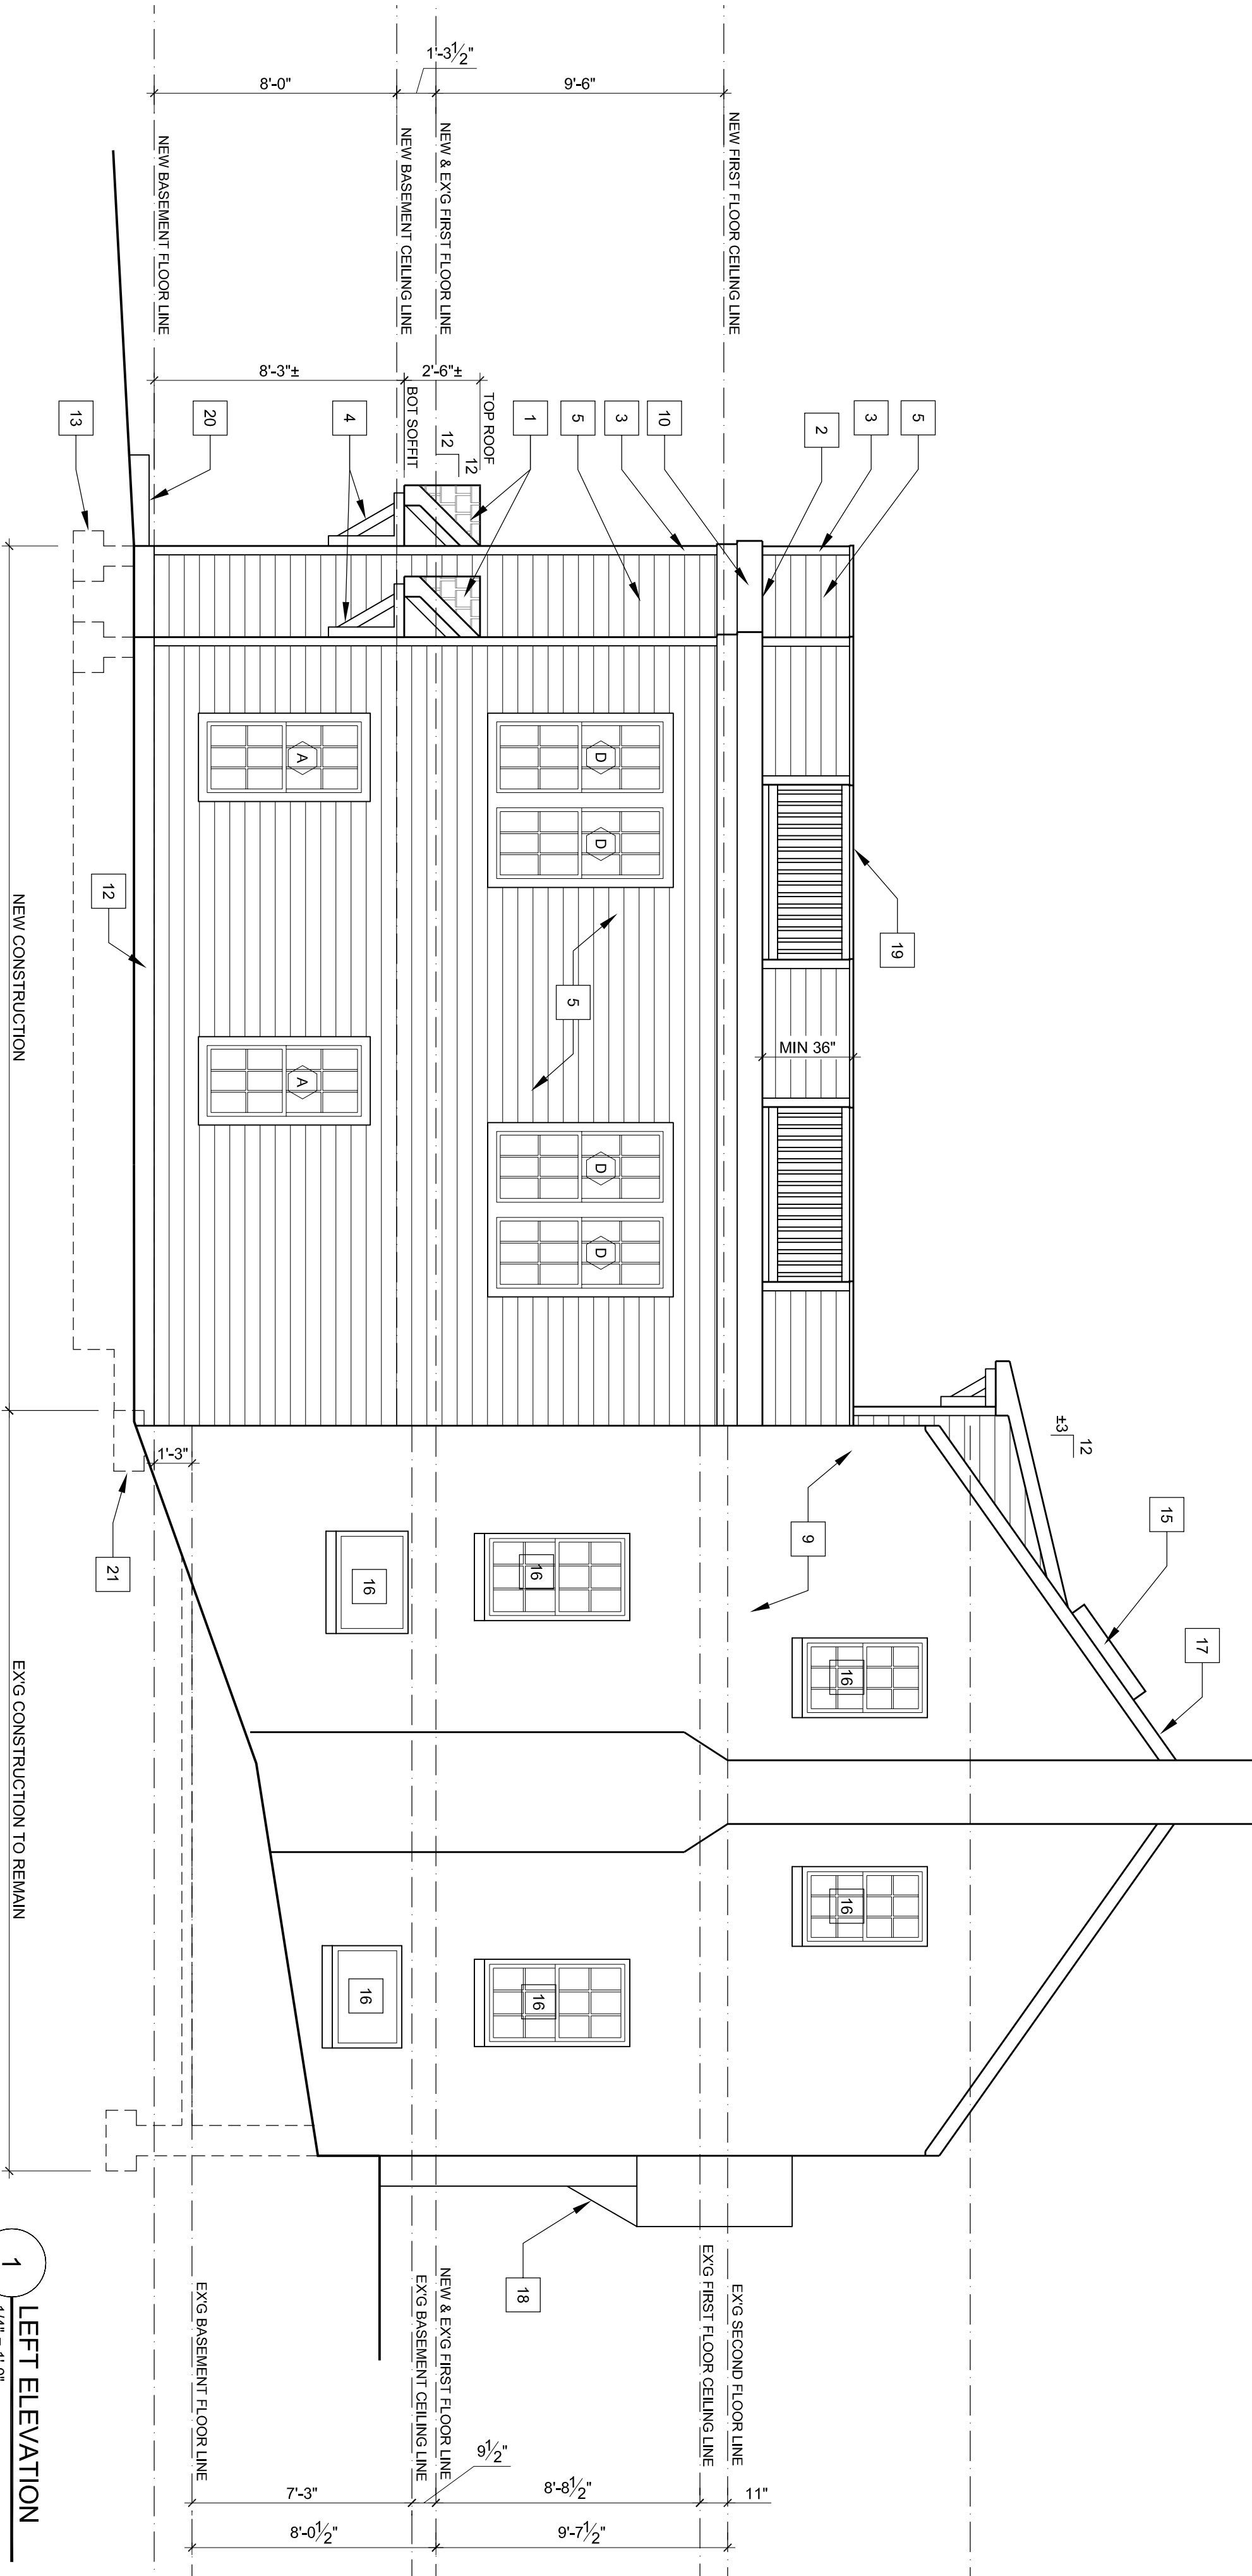 1'-3½"
8'-0"
9'-6"
NEW BASEMENT FLOOR LINE
NEW BASEMENT CEILING LINE
NEW & EX'G FIRST FLOOR LINE
NEW FIRST FLOOR CEILING LINE
8'-3"±
2'-6"±
BOT SOFFIT
TOP ROOF
12
12
13
20
4
1
5
3
10
2
3
5
A
D
D
12
19
NEW CONSTRUCTION
5
MIN 36"
A
D
D
±3
12
1'-3"
21
9
15
17
16
16
16
EX'G CONSTRUCTION TO REMAIN
16
16
16
18
EX'G BASEMENT FLOOR LINE
EX'G BASEMENT CEILING LINE
NEW & EX'G FIRST FLOOR LINE
EX'G FIRST FLOOR CEILING LINE
EX'G SECOND FLOOR LINE
9½"
7'-3"
8'-8½"
11"
8'-0½"
9'-7½"
1
LEFT ELEVATION